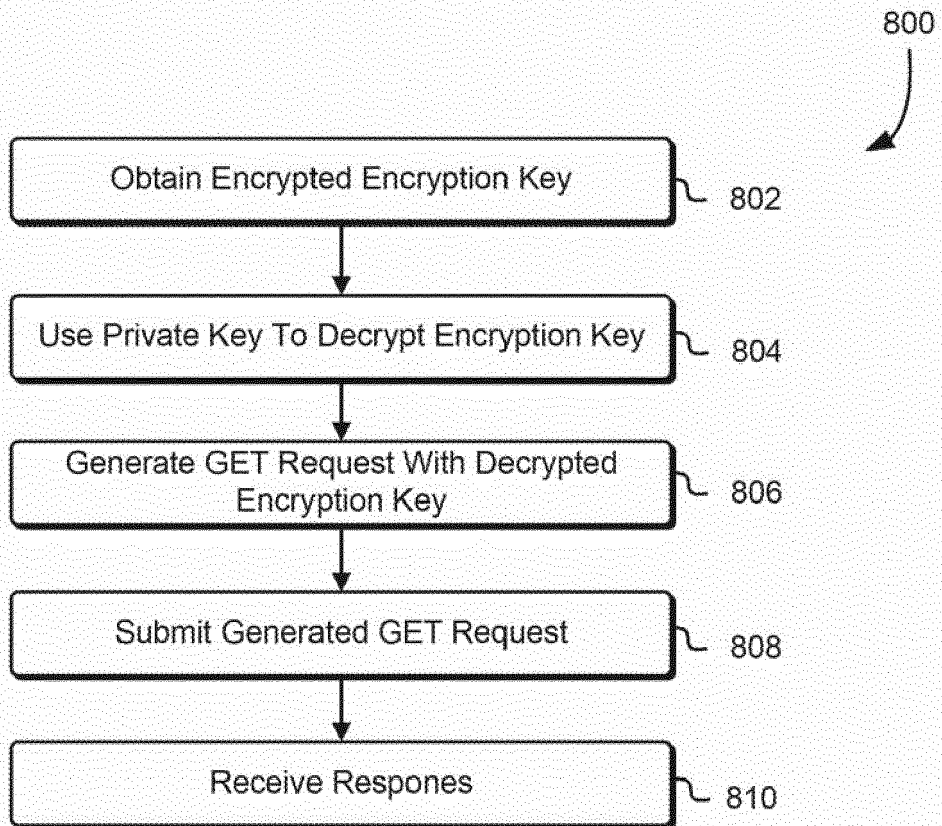 800
Obtain Encrypted Encryption Key
802
Use Private Key To Decrypt Encryption Key
804
Generate GET Request With Decrypted
Encryption Key
806
Submit Generated GET Request
808
Receive Respones
810